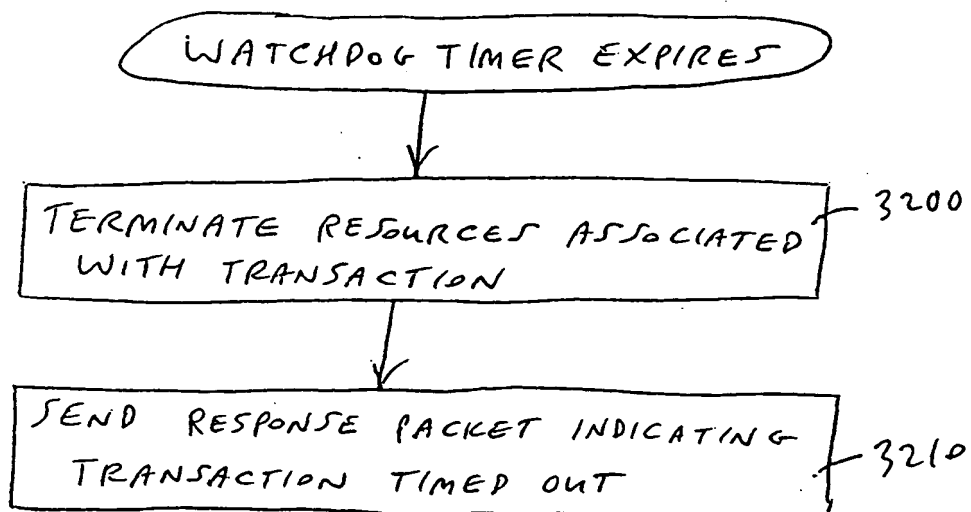 WATCHDOG TIMER EXPIRES
TERMINATE RESOURCES ASSOCIATED
WITH TRANSACTION
3200
SEND RESPONSE PACKET INDICATING
TRANSACTION TIMED OUT
3210